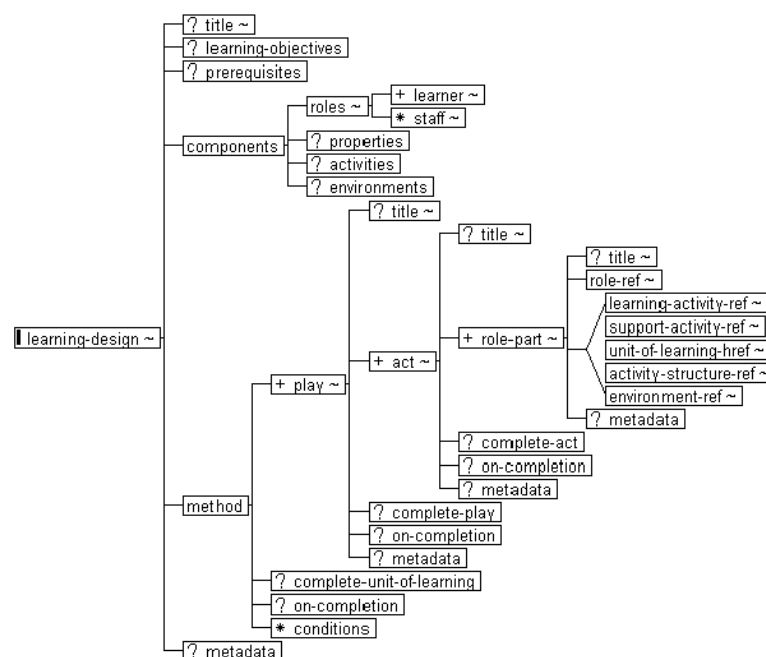 ? title ~
? learning-objectives
? prerequisites
+ learner ~
roles ~
* staff ~
components
? properties
? activities
? environments
? title ~
? title ~
? title ~
role-ref ~
learning-activity-ref ~
support-activity-ref ~
learning-design ~
+ role-part ~
unit-of-learning-href ~
+ act ~
activity-structure-ref ~
+ play ~
environment-ref ~
? metadata
? complete-act
? on-completion
? metadata
method
? complete-play
? on-completion
? metadata
? complete-unit-of-learning
? on-completion
* conditions
? metadata